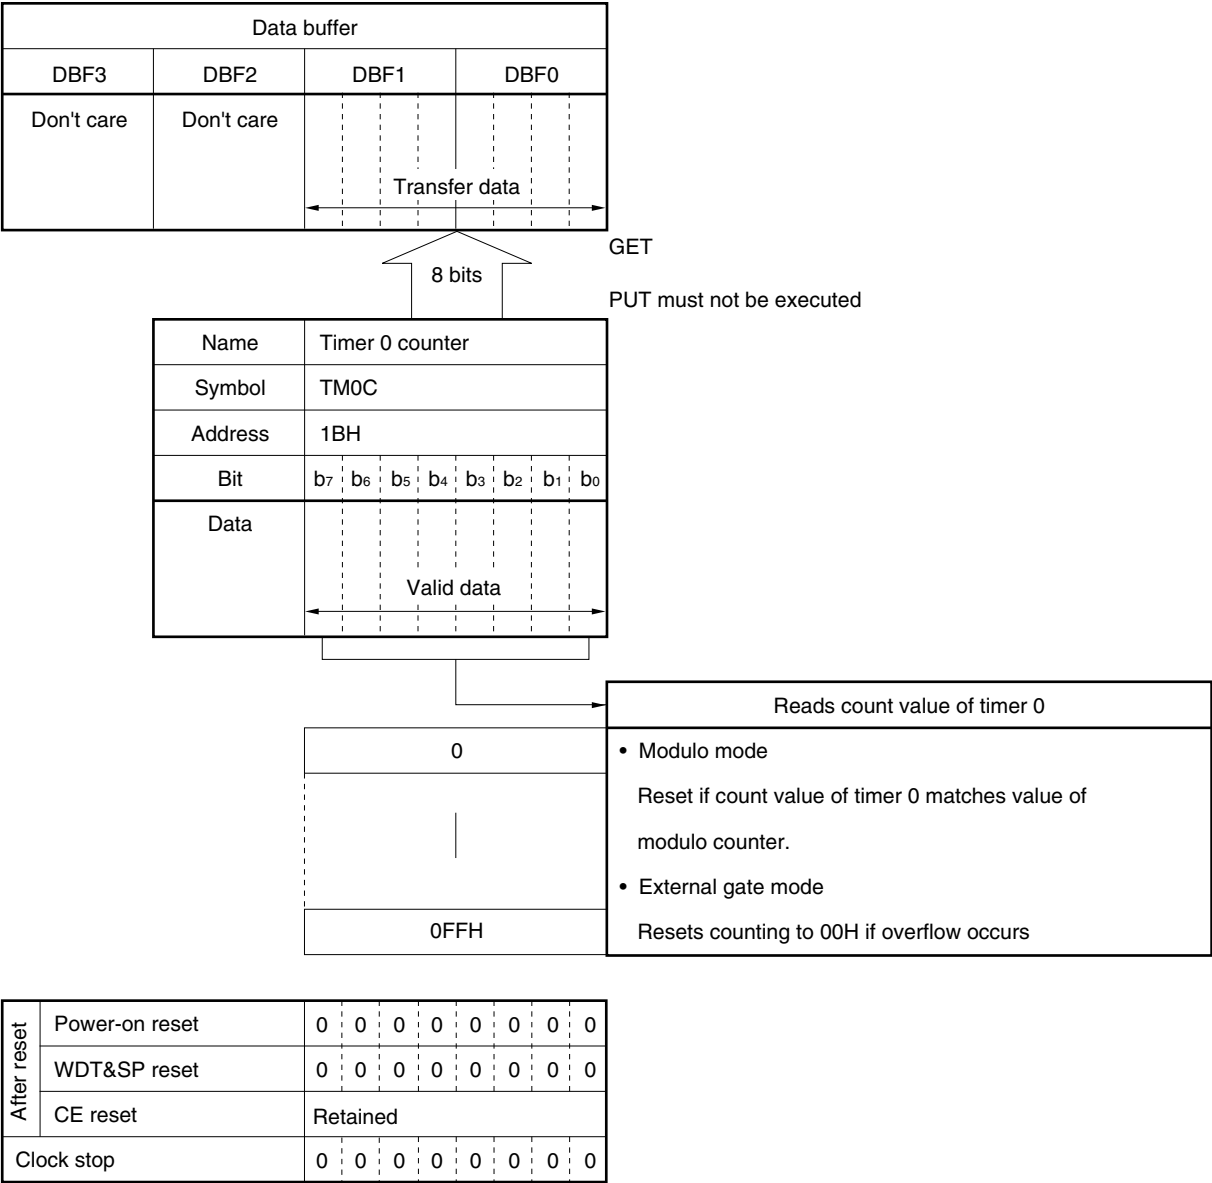 Data buffer
DBF3 DBF2 DBF1 DBF0
Don't care Don't care
Transfer data
GET
8 bits
PUT must not be executed
Name Timer 0 counter
Symbol TM0C
Address 1BH
Bit b7 b6 b5 b4 b3 b2 b1 b0
Data
Valid data
Reads count value of timer 0
0
• Modulo mode
Reset if count value of timer 0 matches value of
modulo counter.
• External gate mode
0FFH
Resets counting to 00H if overflow occurs
After reset
Power-on reset 0 0 0 0 0 0 0 0
WDT&SP reset 0 0 0 0 0 0 0 0
CE reset Retained
Clock stop 0 0 0 0 0 0 0 0